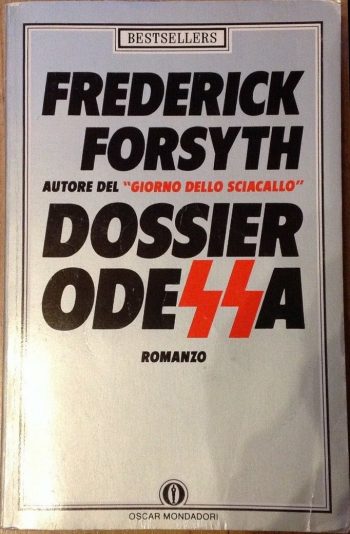 BESTSELLERS
FREDERICK
FORSYTH
AUTORE DEL "GIORNO DELLO SCIACALLO"
DOSSIER
ODESSA
ROMANZO
OSCAR MONDADORI